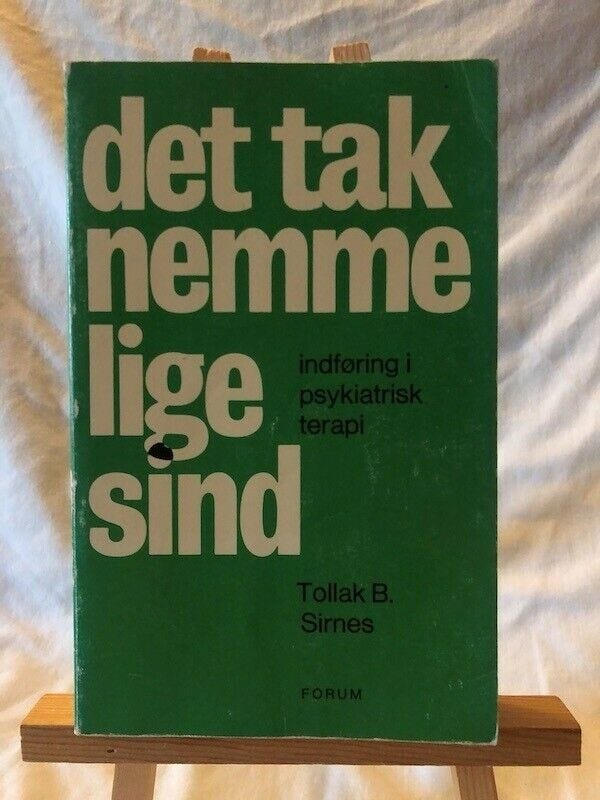 det tak
nemme
lige
sind
indføring i
psykiatrisk
terapi
Tollak B.
Sirnes
FORUM